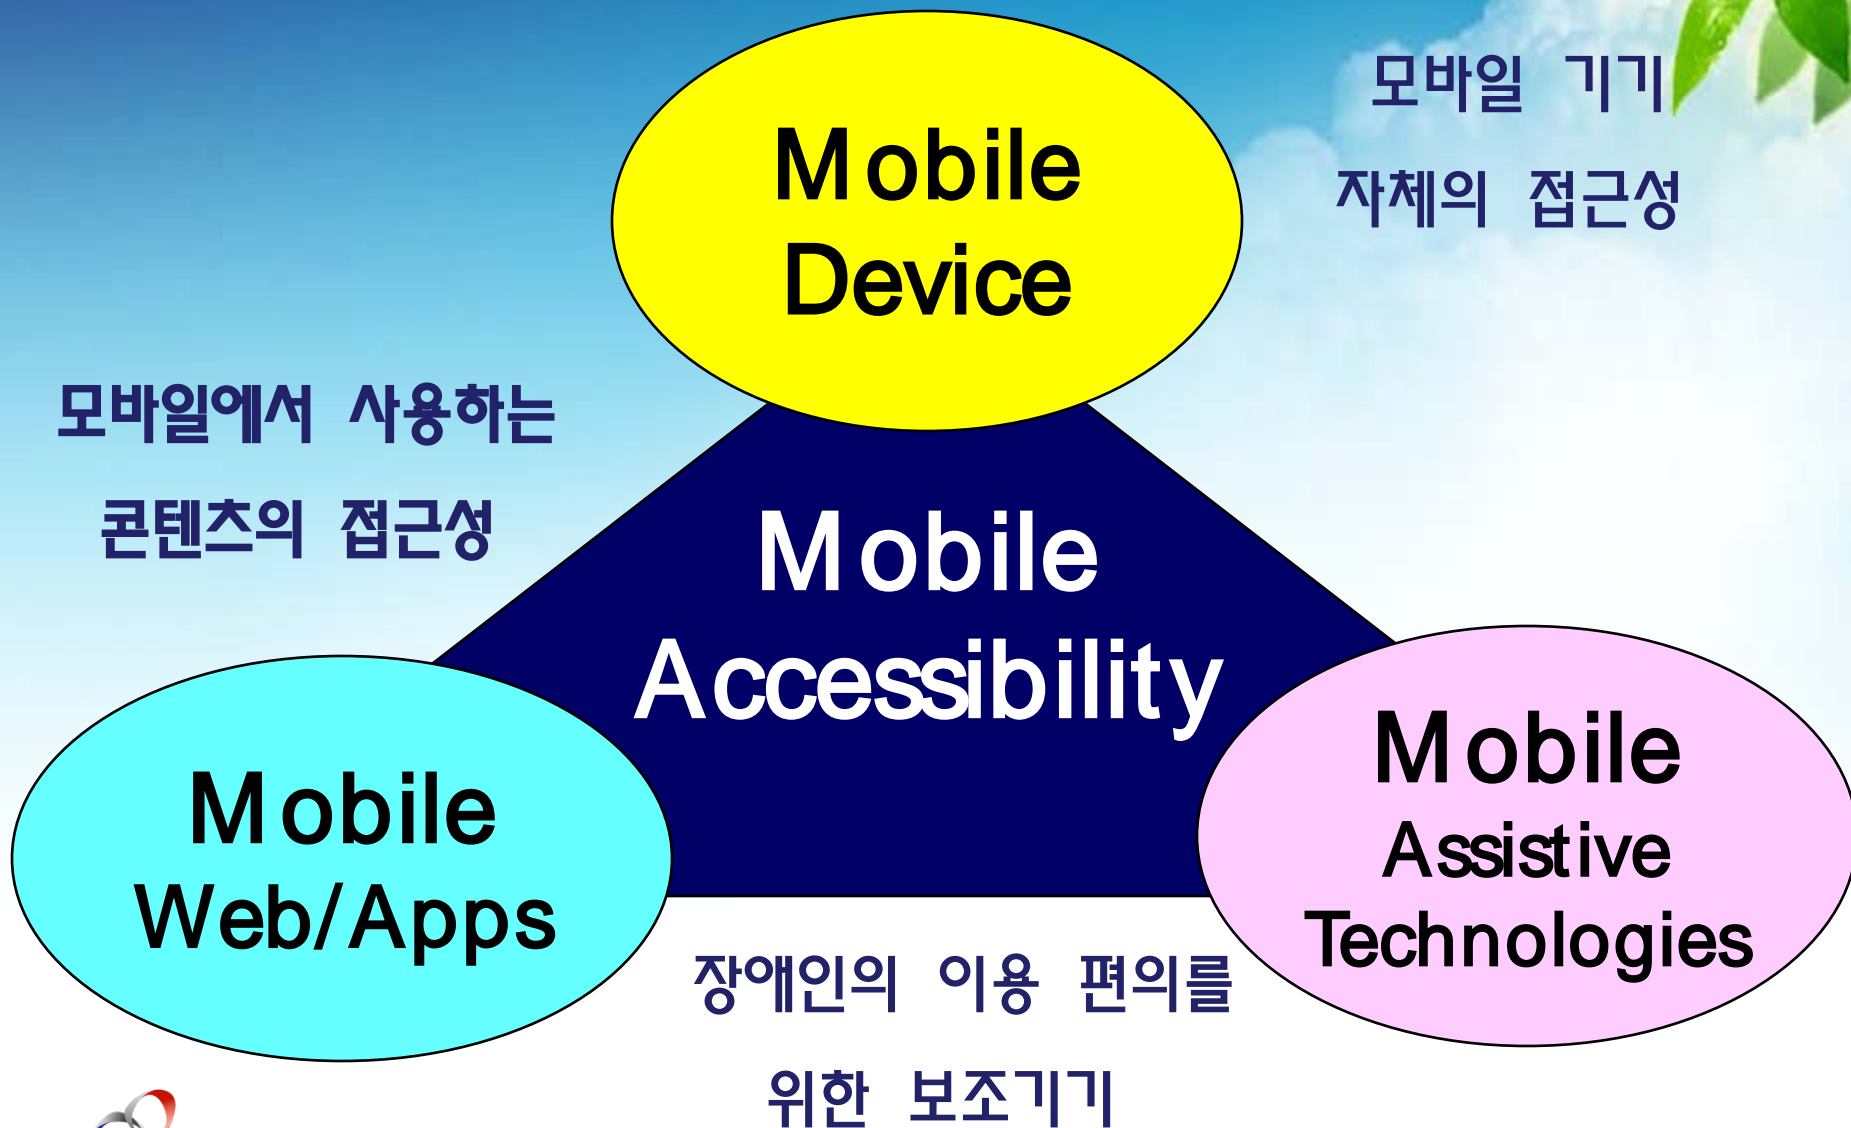 Mobile
Device
모바일 기기
자체의 접근성
모바일에서 사용하는
콘텐츠의 접근성
Mobile
Accessibility
Mobile
Web/Apps
Mobile
Assistive
Technologies
장애인의 이용 편의를
위한 보조기기